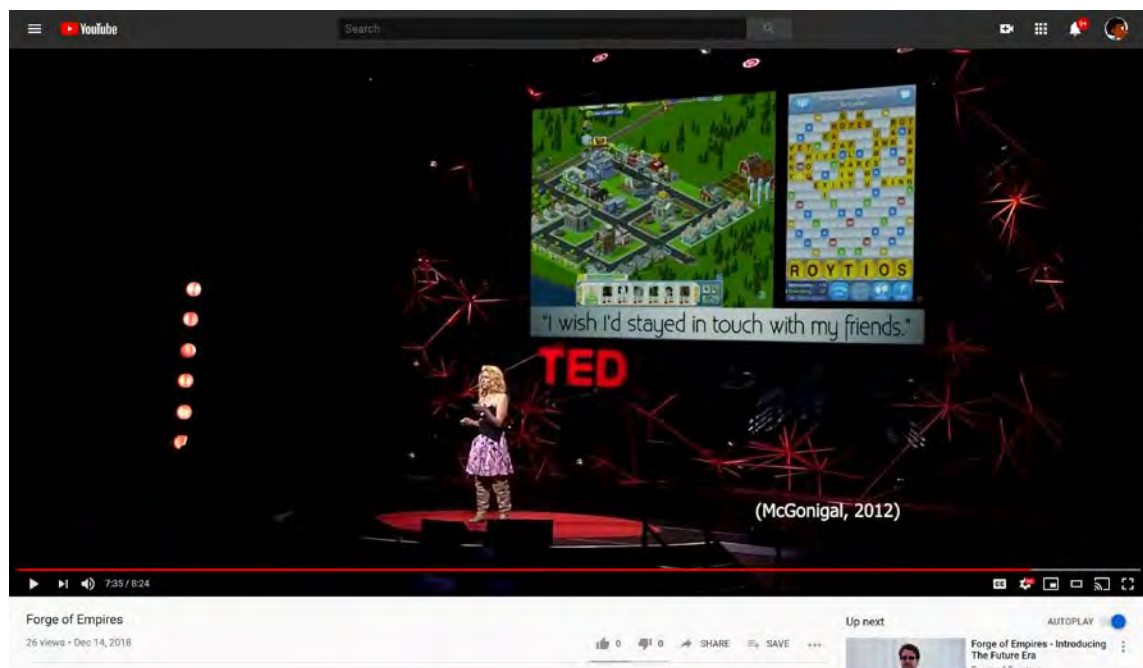 YouTube
Search
9+
ROYTIOS
"I wish I'd stayed in touch with my friends."
TED
(McGonigal, 2012)
7:35 / 8:24
CC
Forge of Empires
26 views • Dec 14, 2018
0
0
SHARE
SAVE
Up next
AUTOPLAY
Forge of Empires - Introducing
The Future Era